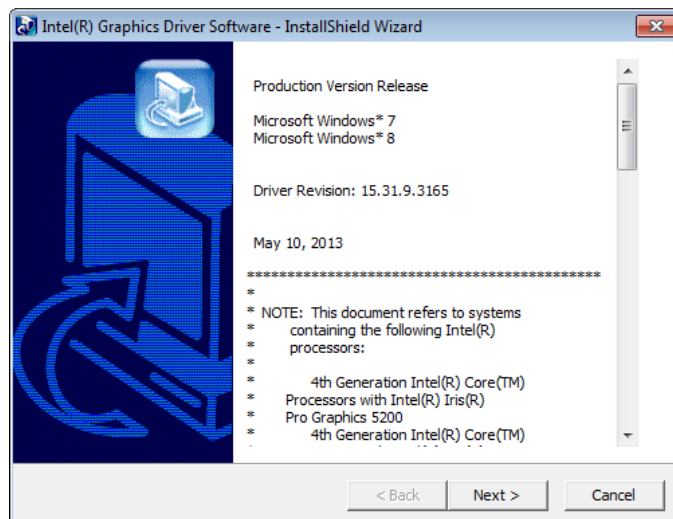 Intel(R) Graphics Driver Software - InstallShield Wizard
Production Version Release
Microsoft Windows* 7
Microsoft Windows* 8
Driver Revision: 15.31.9.3165
May 10, 2013
********************************************
*
* NOTE: This document refers to systems
* containing the following Intel(R)
* processors:
*
* 4th Generation Intel(R) Core(TM)
* Processors with Intel(R) Iris(R)
* Pro Graphics 5200
* 4th Generation Intel(R) Core(TM)
< Back Next > Cancel